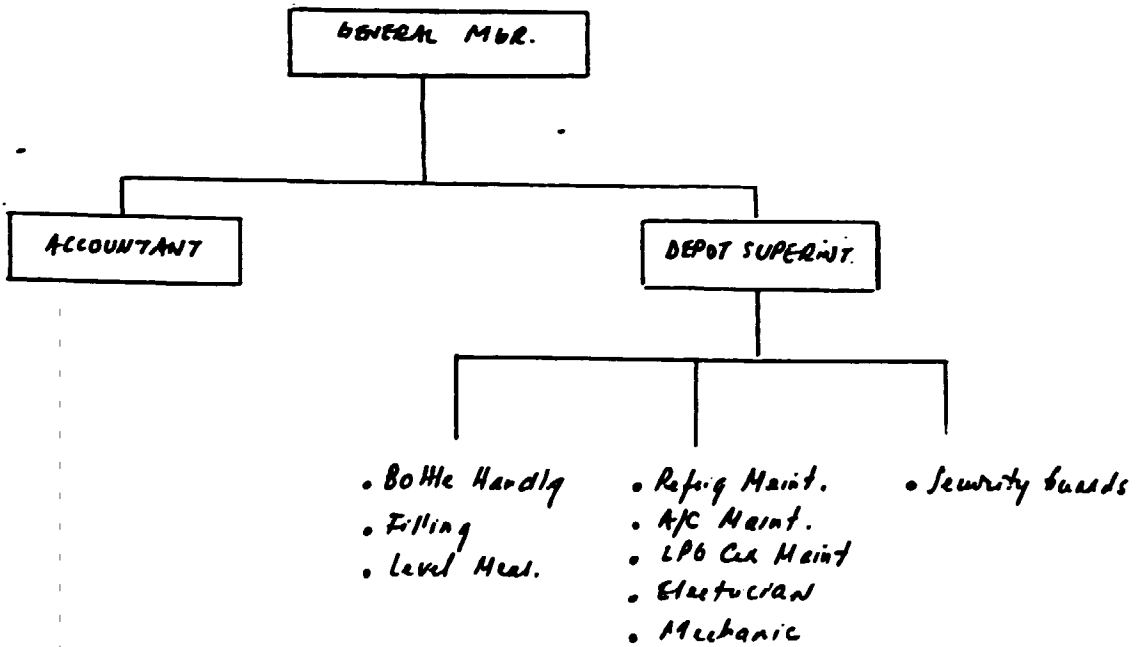 GENERAL MGR.
ACCOUNTANT
DEPOT SUPERINT.
• Bottle Handlg
• Filling
• Level Meas.
• Refrig Maint.
• A/C Maint.
• LPG Maint
• Electrician
• Mechanic
• Security Guards